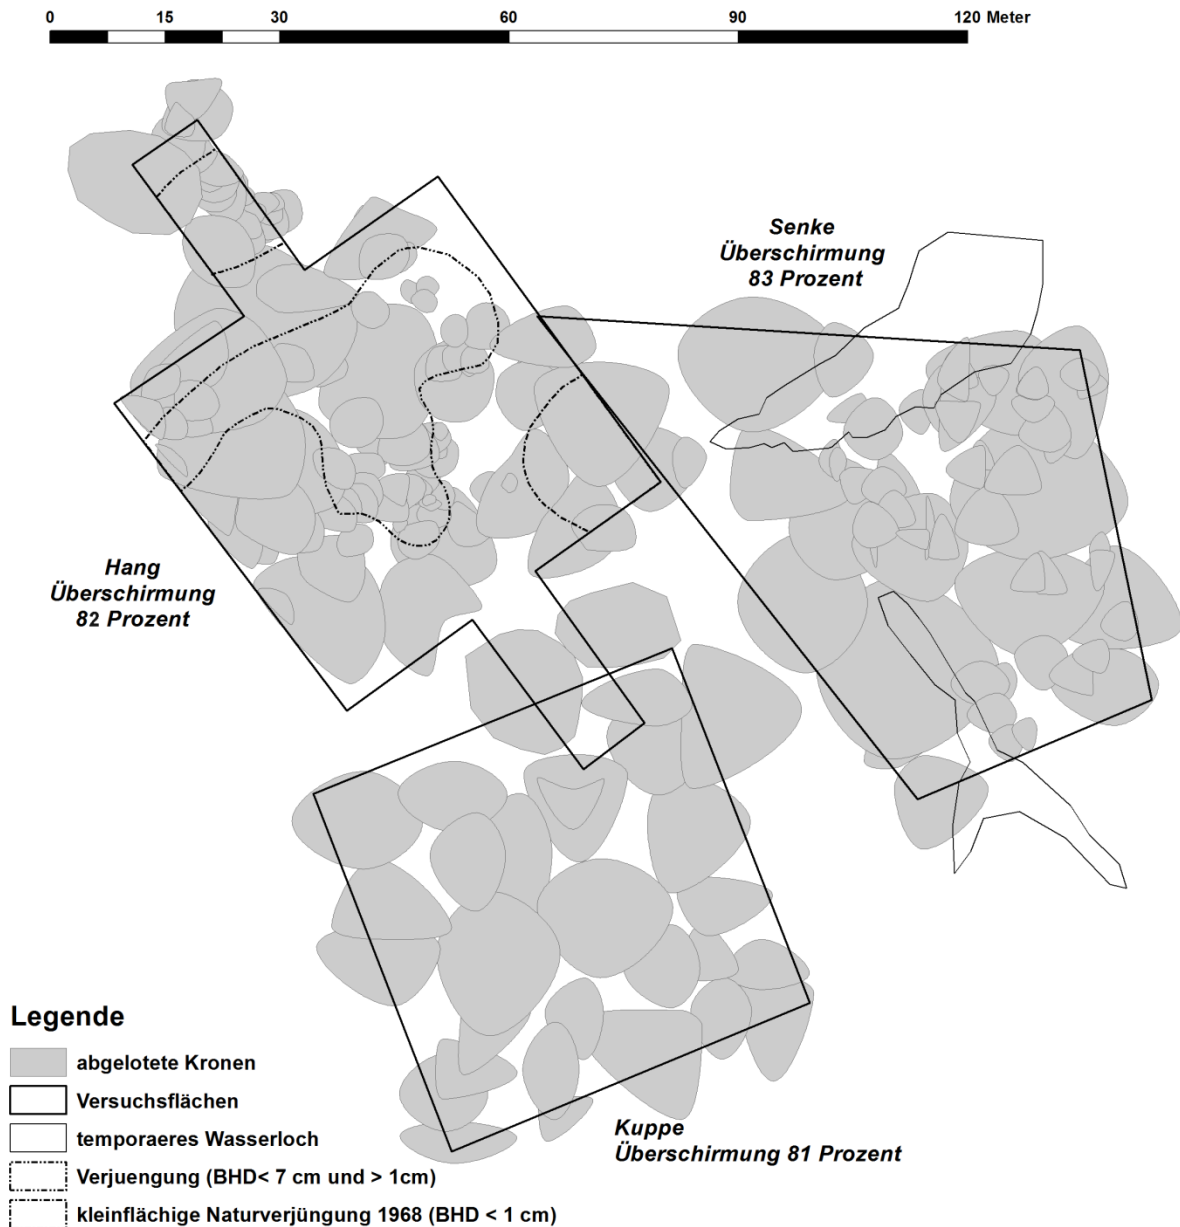 0 15 30 60 90 120 Meter
Senke
Überschirmung
83 Prozent
Hang
Überschirmung
82 Prozent
Kuppe
Überschirmung 81 Prozent
Legende
abgelotete Kronen
Versuchsflächen
temporaeres Wasserloch
Verjuengung (BHD< 7 cm und > 1cm)
kleinflächige Naturverjüngung 1968 (BHD < 1 cm)